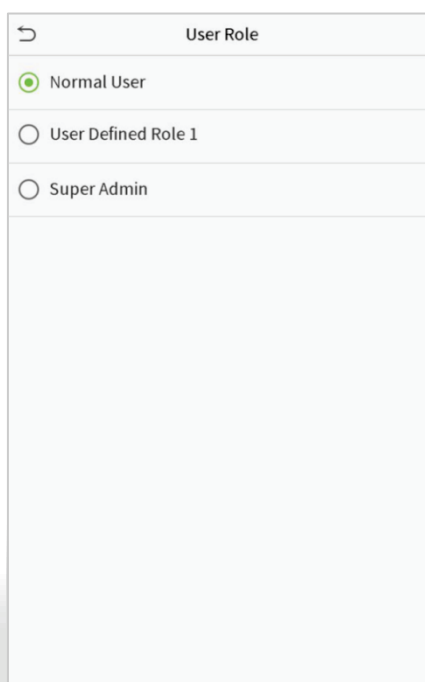 User Role
Normal User
User Defined Role 1
Super Admin